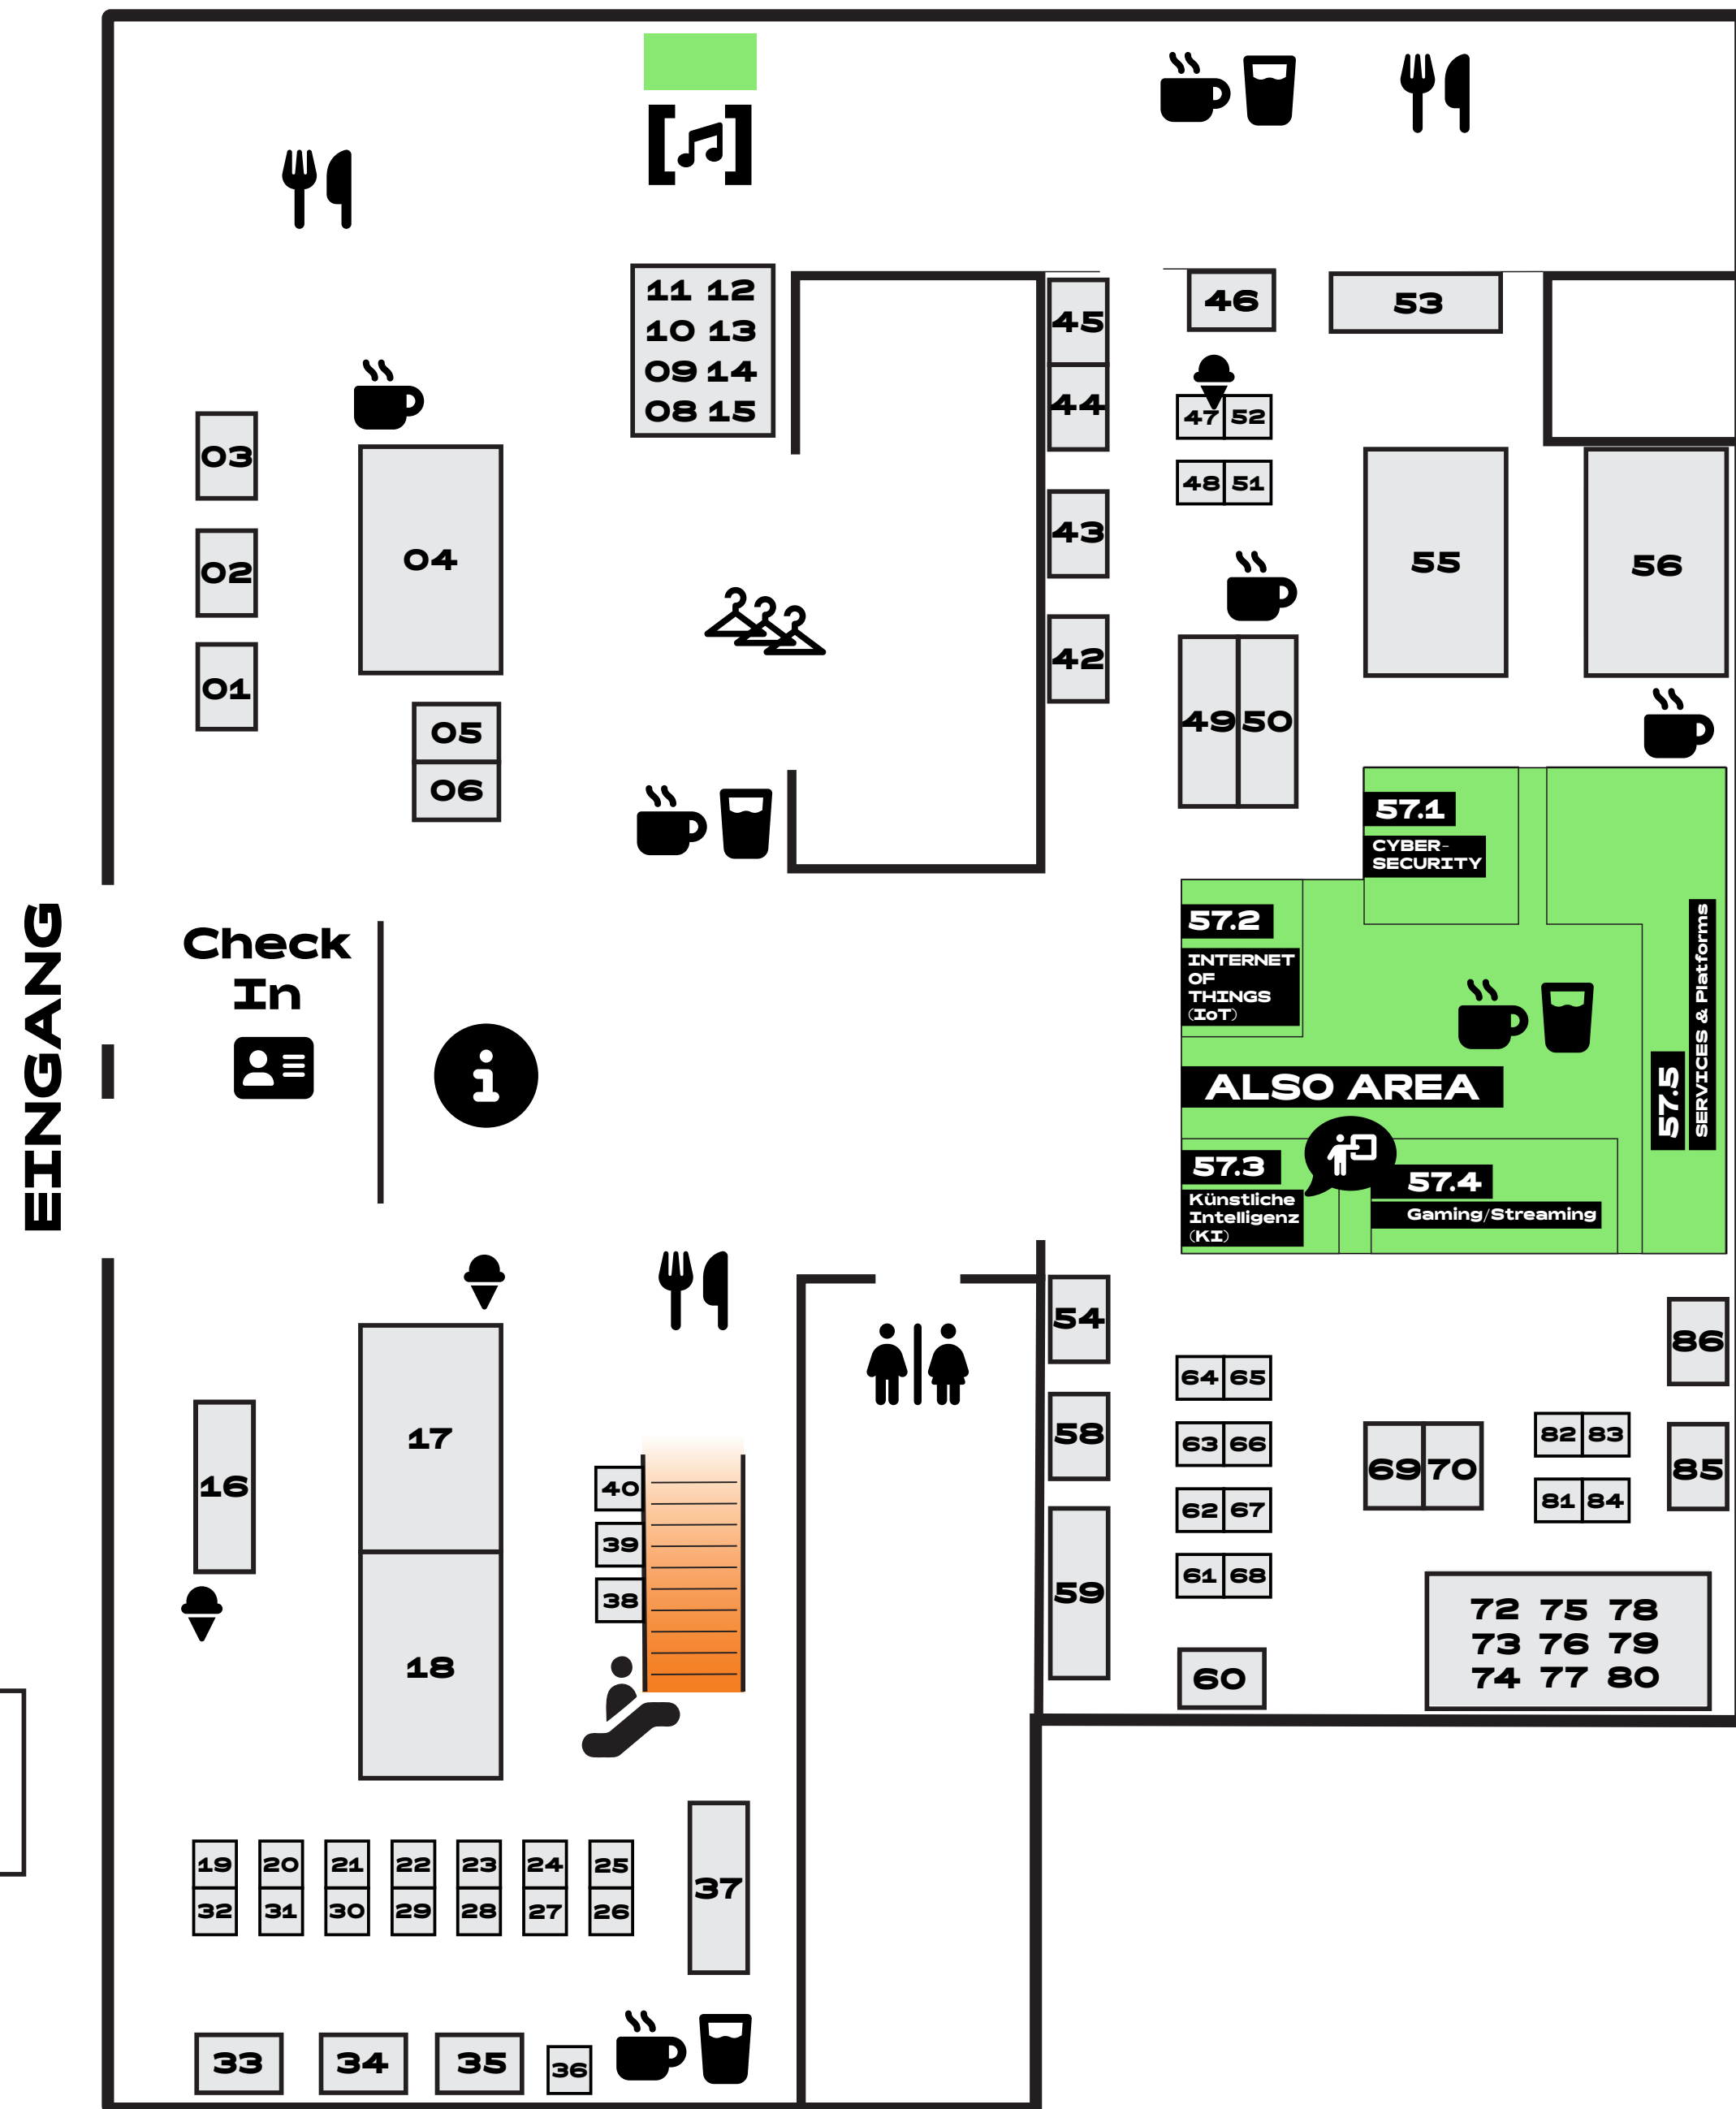 11 12
10 13
09 14
08 15
45
46
53
44
47 52
03
48 51
43
04
55
56
02
42
01
49 50
05
06
57.1
CYBER-
SECURITY
EINGANG
Check
In
57.2
INTERNET
OF
THINGS
(IoT)
ALSO AREA
57.5
SERVICES & Platforms
57.3
Künstliche
Intelligenz
(KI)
57.4
Gaming/Streaming
54
86
64 65
17
58
63 66
69 70
82 83
85
16
40
62 67
81 84
39
61 68
59
38
18
60
72 75 78
73 76 79
74 77 80
19 20 21 22 23 24 25
32 31 30 29 28 27 26
37
33 34 35 36